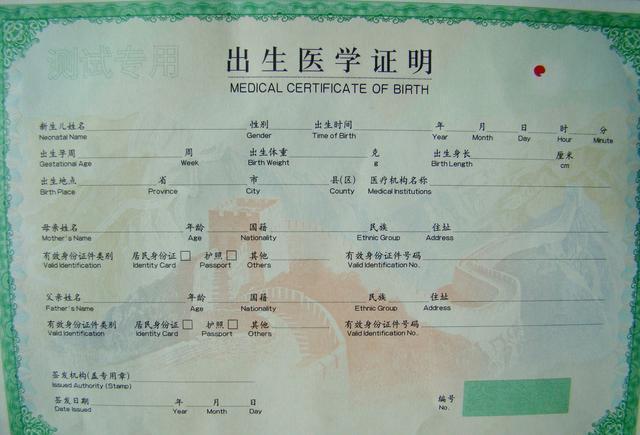 测试专用
出生医学证明
MEDICAL CERTIFICATE OF BIRTH
新生儿姓名 性别 出生时间 年 月 日 时 分
Neonatal Name Gender Time of Birth Year Month Day Hour Minute
出生孕周 周 出生体重 克 出生身长 厘米
Gestational Age Week Birth Weight g Birth Length cm
出生地点 省 市 县(区) 医疗机构名称
Birth Place Province City County Medical Institutions
母亲姓名 年龄 国籍 民族 住址
Mother's Name Age Nationality Ethnic Group Address
有效身份证件类别 居民身份证 护照 其他 有效身份证件号码
Valid Identification Identity Card Passport Others Valid Identification No.
父亲姓名 年龄 国籍 民族 住址
Father's Name Age Nationality Ethnic Group Address
有效身份证件类别 居民身份证 护照 其他 有效身份证件号码
Valid Identification Identity Card Passport Others Valid Identification No.
签发机构(盖专用章)
Issued Authority (Stamp)
签发日期 年 月 日 编号
Date Issued Year Month Day No.